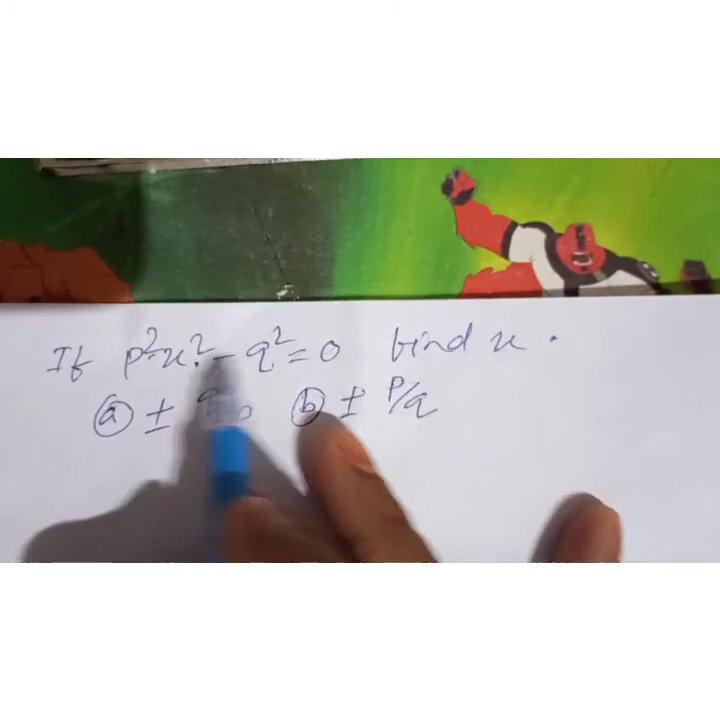 If p²x² - q² = 0 find x.
ⓐ ± ⓑ ± p/q